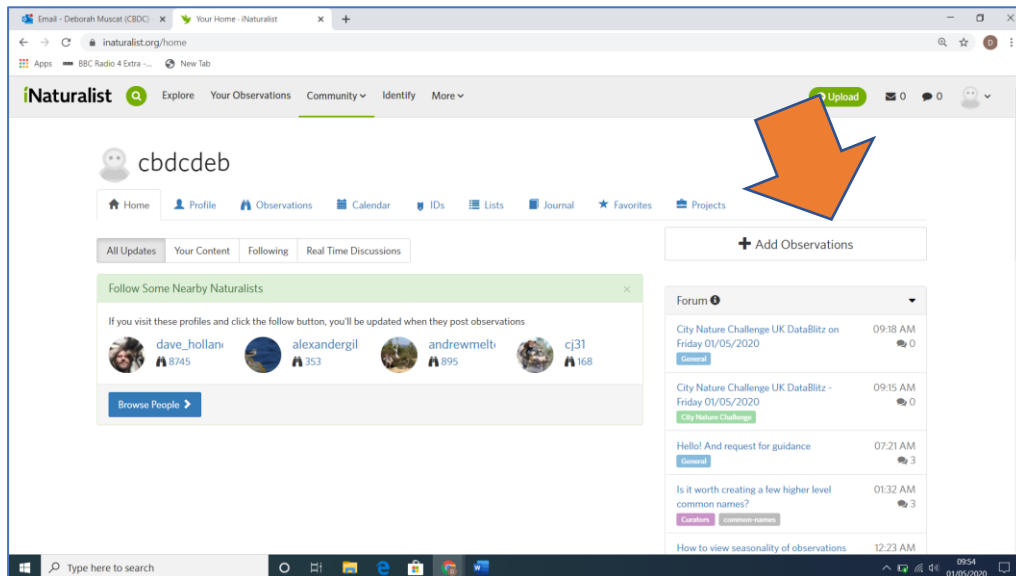 Email - Deborah Muscat (CBDC)
Your Home · iNaturalist
inaturalist.org/home
D
Apps
BBC Radio 4 Extra -...
New Tab
iNaturalist
Explore
Your Observations
Community
Identify
More
Upload
0
0
cbdcdeb
Home
Profile
Observations
Calendar
IDs
Lists
Journal
Favorites
Projects
All Updates
Your Content
Following
Real Time Discussions
+ Add Observations
Follow Some Nearby Naturalists
If you visit these profiles and click the follow button, you'll be updated when they post observations
dave_hollan
8745
alexandergil
353
andrewmelt
895
cj31
168
Browse People
Forum
City Nature Challenge UK DataBlitz on
Friday 01/05/2020
General
09:18 AM
0
City Nature Challenge UK DataBlitz -
Friday 01/05/2020
City Nature Challenge
09:15 AM
0
Hello! And request for guidance
General
07:21 AM
3
Is it worth creating a few higher level
common names?
Curators
common-names
01:32 AM
3
How to view seasonality of observations
12:23 AM
Type here to search
09:54
01/05/2020